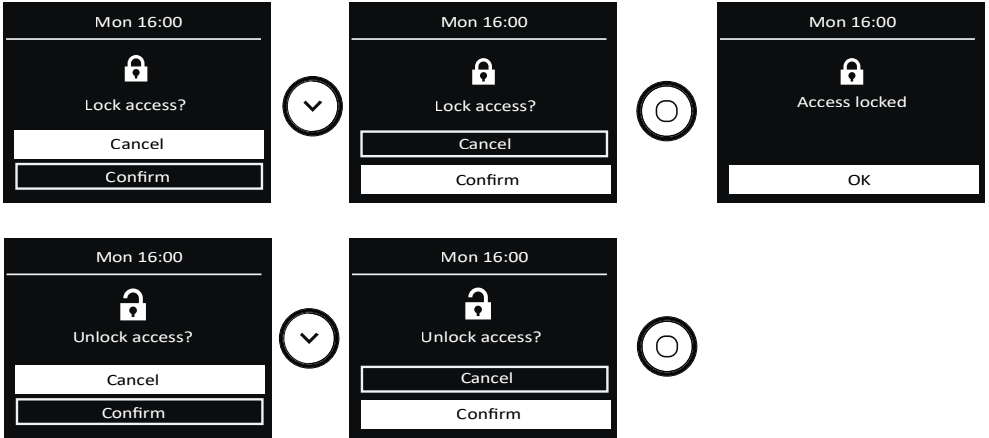 Mon 16:00
Lock access?
Cancel
Confirm
Mon 16:00
Lock access?
Cancel
Confirm
Mon 16:00
Access locked
OK
Mon 16:00
Unlock access?
Cancel
Confirm
Mon 16:00
Unlock access?
Cancel
Confirm